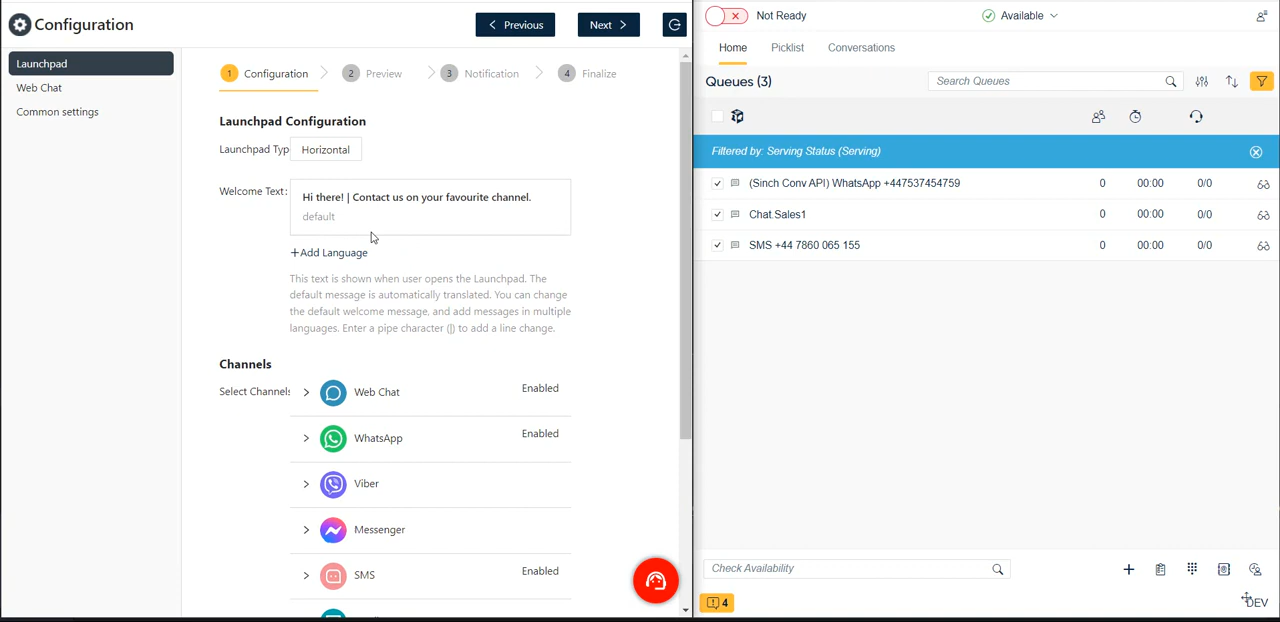 Configuration
Previous
Next
Launchpad
Web Chat
Common settings
1 Configuration
2 Preview
3 Notification
4 Finalize
Launchpad Configuration
Launchpad Typ
Horizontal
Welcome Text:
Hi there! | Contact us on your favourite channel.
default
+Add Language
This text is shown when user opens the Launchpad. The
default message is automatically translated. You can change
the default welcome message, and add messages in multiple
languages. Enter a pipe character (|) to add a line change.
Channels
Select Channels
Web Chat Enabled
WhatsApp Enabled
Viber
Messenger
SMS Enabled
Not Ready
Available
Home Picklist Conversations
Queues (3)
Search Queues
Filtered by: Serving Status (Serving)
(Sinch Conv API) WhatsApp +447537454759 0 00:00 0/0
Chat.Sales1 0 00:00 0/0
SMS +44 7860 065 155 0 00:00 0/0
Check Availability
4
DEV